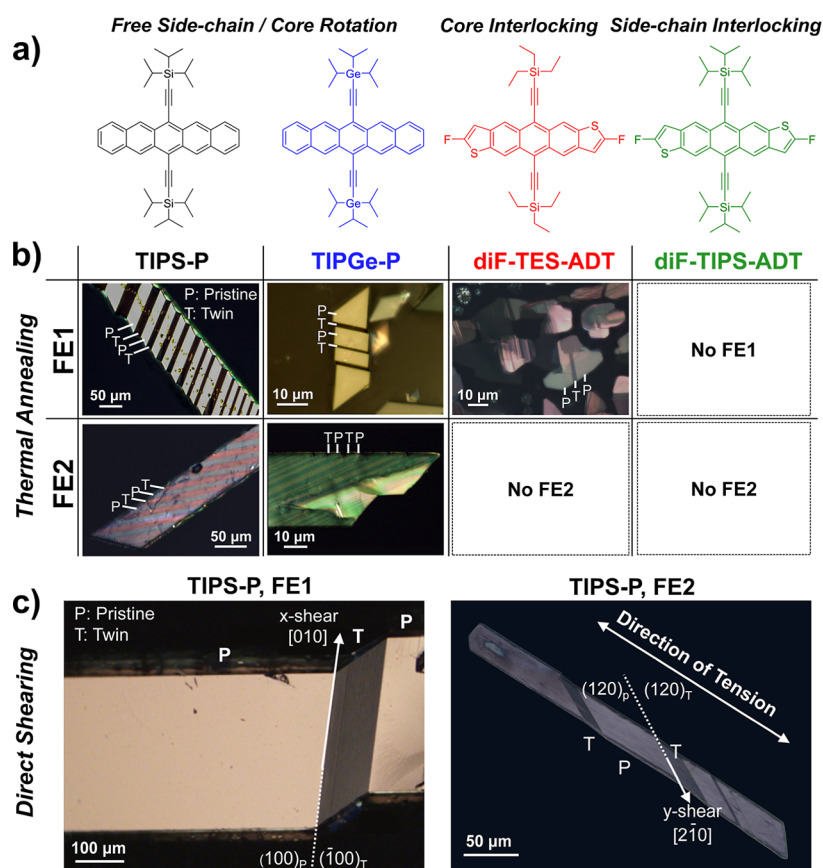 Free Side-chain / Core Rotation
Core Interlocking
Side-chain Interlocking
a)
Si
Ge
Si
Si
S
F
F
S
S
F
F
S
Si
Ge
Si
Si
b)
TIPS-P
TIPGe-P
diF-TES-ADT
diF-TIPS-ADT
Thermal Annealing
FE1
P: Pristine
T: Twin
P
T
P
T
50 μm
P
T
P
T
10 μm
10 μm
P
T
P
No FE1
FE2
T
P
T
P
50 μm
T P T P
10 μm
No FE2
No FE2
c)
Direct Shearing
TIPS-P, FE1
P: Pristine
T: Twin
x-shear
[010]
T
P
P
100 μm
(100)P
(1̄00)T
TIPS-P, FE2
Direction of Tension
(120)p
(120)T
T
P
T
y-shear
[21̄0]
50 μm